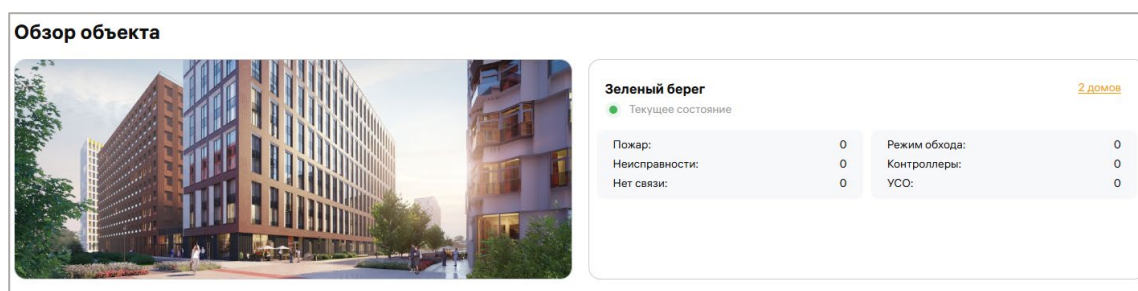 Обзор объекта
Зеленый берег 2 домов
Текущее состояние
Пожар: 0 Режим обхода: 0
Неисправности: 0 Контроллеры: 0
Нет связи: 0 УСО: 0